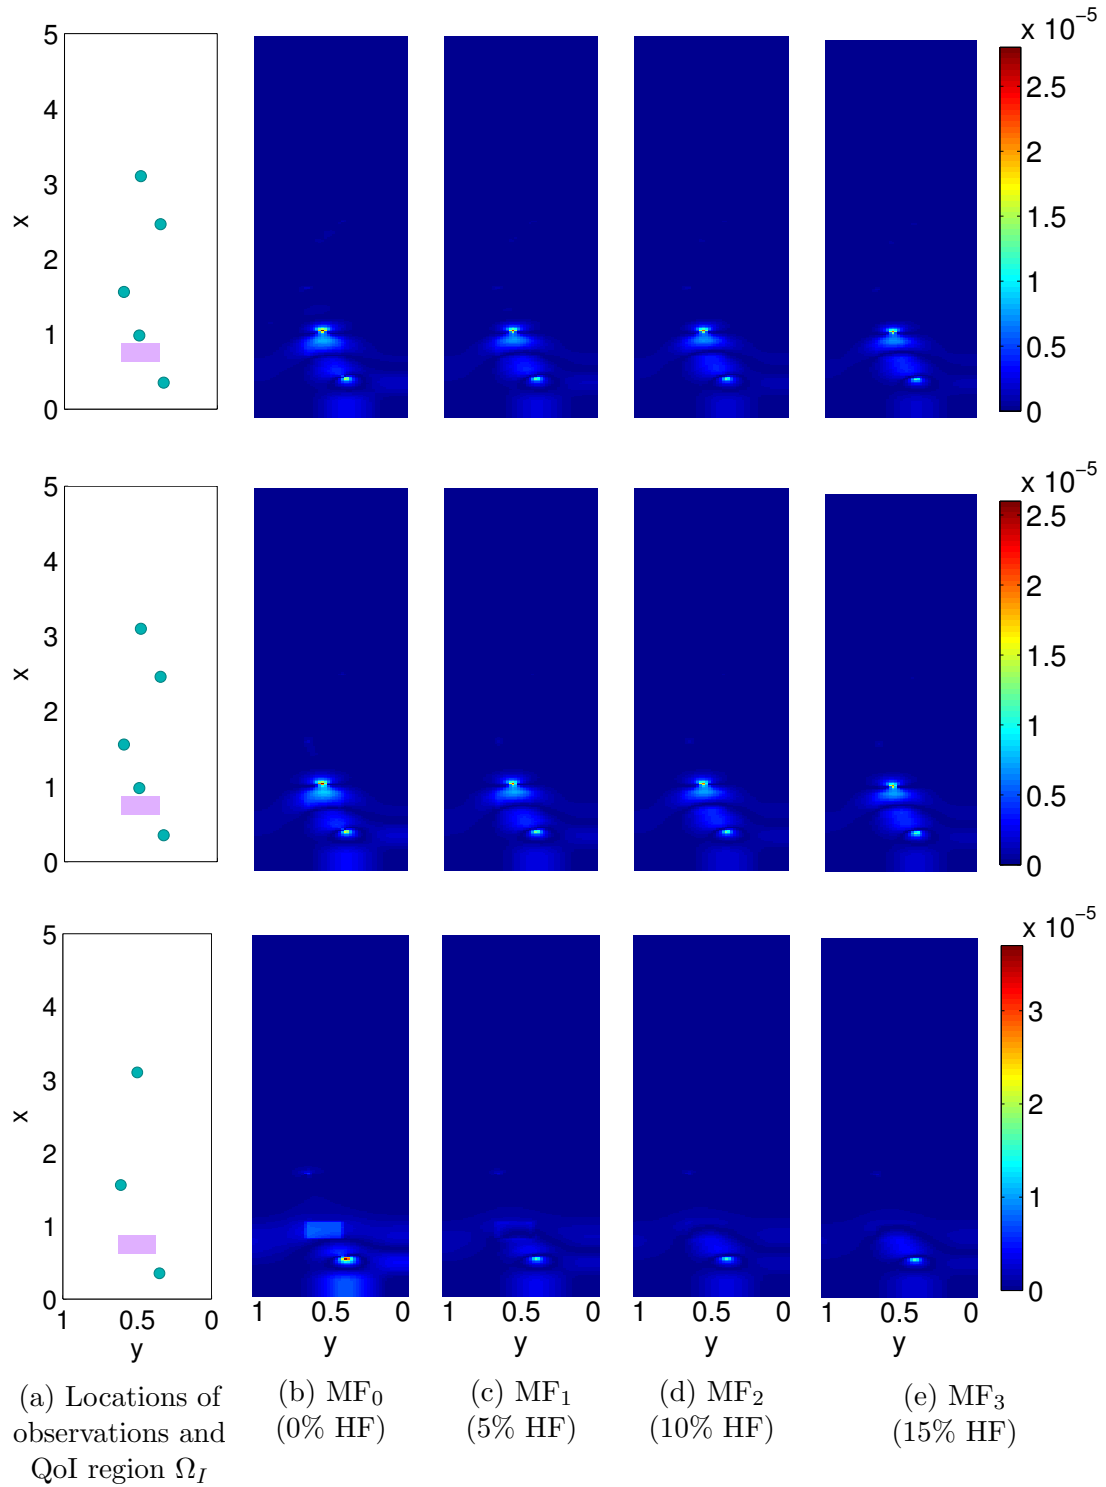 x 10⁻⁵
5
4
3
2
1
0
x
2.5
2
1.5
1
0.5
0
x 10⁻⁵
5
4
3
2
1
0
x
2.5
2
1.5
1
0.5
0
x 10⁻⁵
5
4
3
2
1
0
x
3
2
1
0
1 0.5 0
y
1 0.5 0
y
1 0.5 0
y
1 0.5 0
y
(a) Locations of
observations and
QoI region Ω_I
(b) MF₀
(0% HF)
(c) MF₁
(5% HF)
(d) MF₂
(10% HF)
(e) MF₃
(15% HF)